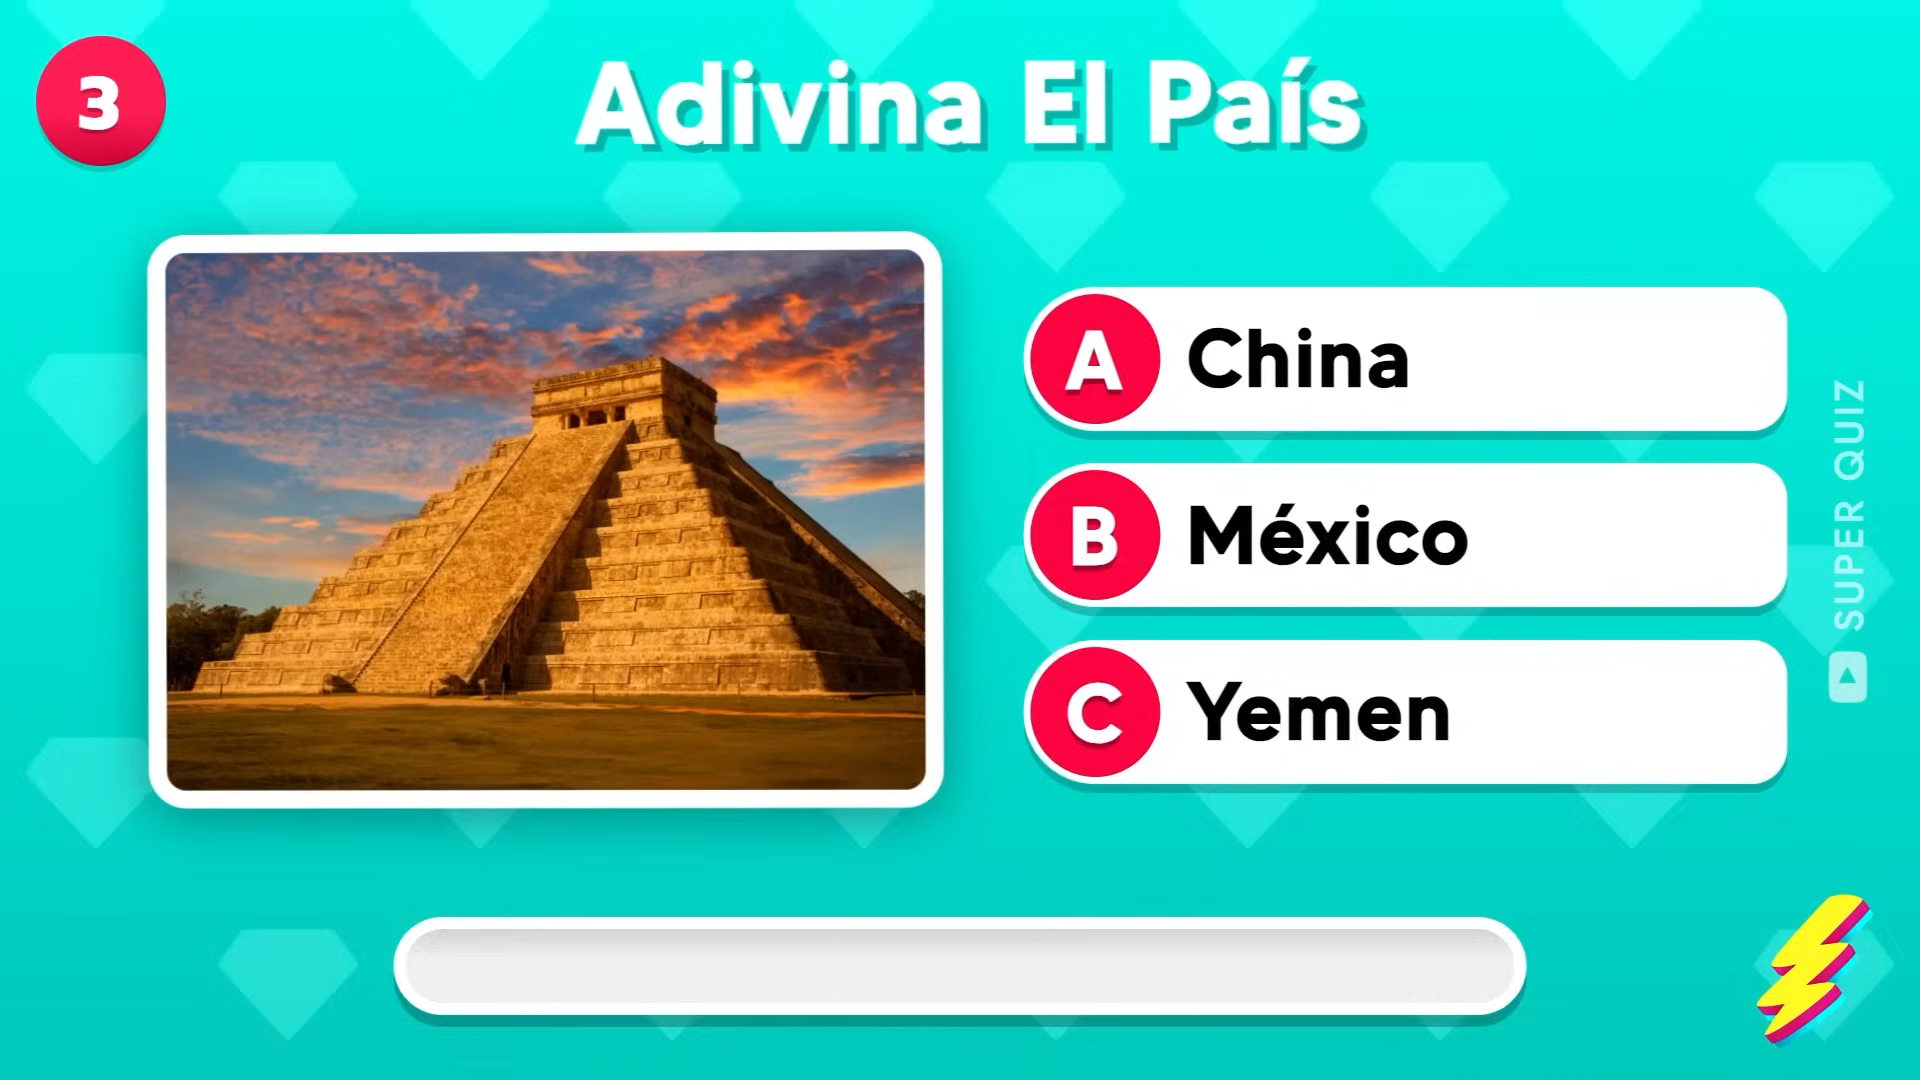 3
Adivina El País
A China
B México
C Yemen
SUPER QUIZ